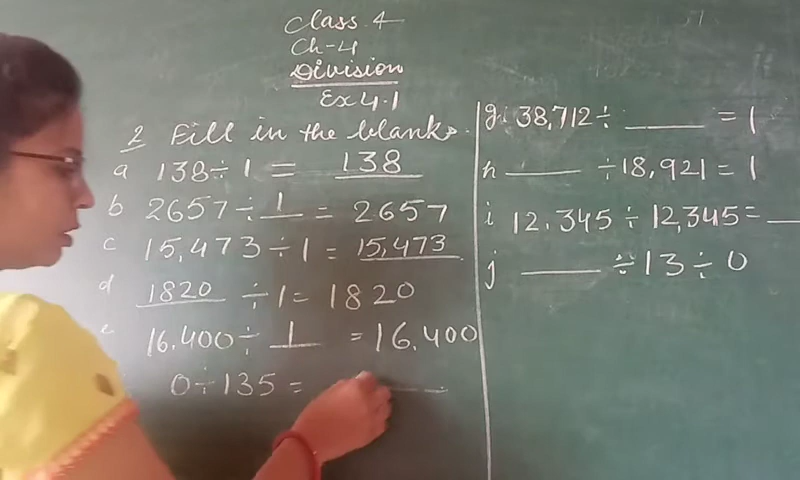 Class 4
Ch-4
Division
Ex 4.1
2 Fill in the blanks.
a 138÷1 = 138
b 2657÷ 1 = 2657
c 15,473÷1= 15,473
d 1820 ÷1= 1820
e 16.400÷ 1 =16.400
0÷135 = ____
g. 38,712÷ ____ =1
h ____ ÷18,921=1
i 12.345÷12,345=__
j ____ ÷13÷0